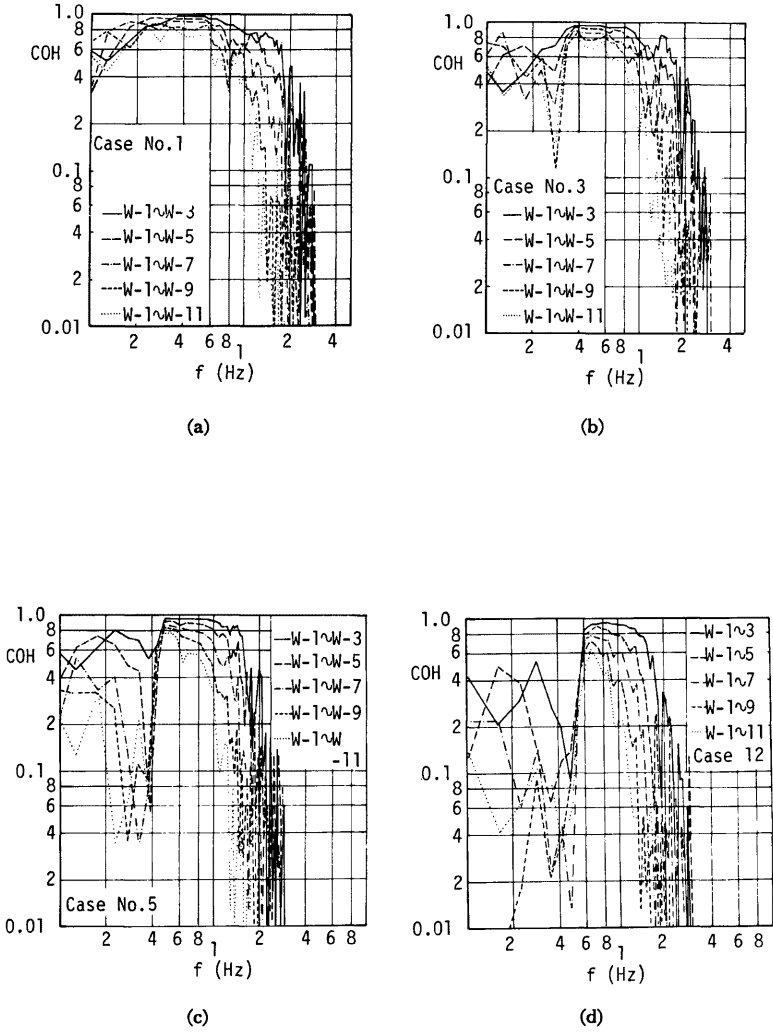 1.0
8
6
COH
4
2
Case No.1
0.1
8
6
W-1~W-3
4
W-1~W-5
W-1~W-7
2
W-1~W-9
W-1~W-11
0.01
2 4 6 8 1 2 4
f (Hz)
(a)
1.0
8
6
COH
4
2
0.1
Case No.3
8
6
W-1~W-3
4
W-1~W-5
W-1~W-7
2
W-1~W-9
W-1~W-11
0.01
2 4 6 8 1 2 4
f (Hz)
(b)
1.0
8
W-1~W-3
6
COH
W-1~W-5
4
W-1~W-7
2
W-1~W-9
W-1~W
-11
0.1
8
6
4
2
Case No.5
0.01
2 4 6 8 1 2 4 6 8
f (Hz)
(c)
1.0
8
W-1~3
6
COH
W-1~5
4
W-1~7
2
W-1~9
W-1~11
0.1
Case 12
8
6
4
2
0.01
2 4 6 8 1 2 4 6 8
f (Hz)
(d)